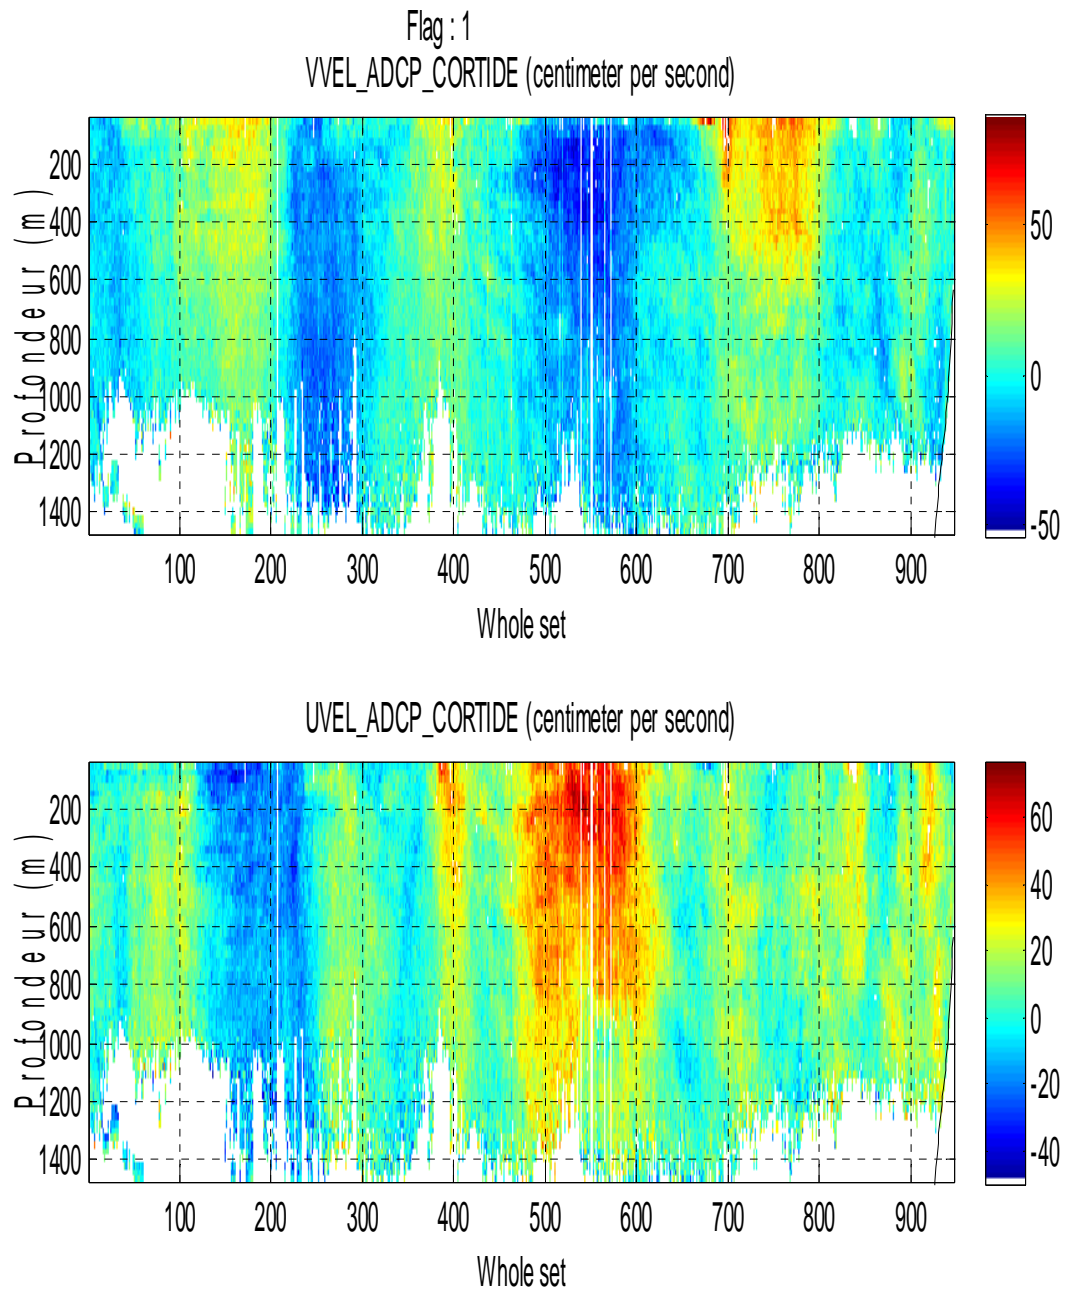 Flag : 1
VVEL_ADCP_CORTIDE (centimeter per second)
Profondeur (m)
200
400
600
800
1000
1200
1400
100 200 300 400 500 600 700 800 900
Whole set
50
0
-50
UVEL_ADCP_CORTIDE (centimeter per second)
Profondeur (m)
200
400
600
800
1000
1200
1400
100 200 300 400 500 600 700 800 900
Whole set
60
40
20
0
-20
-40